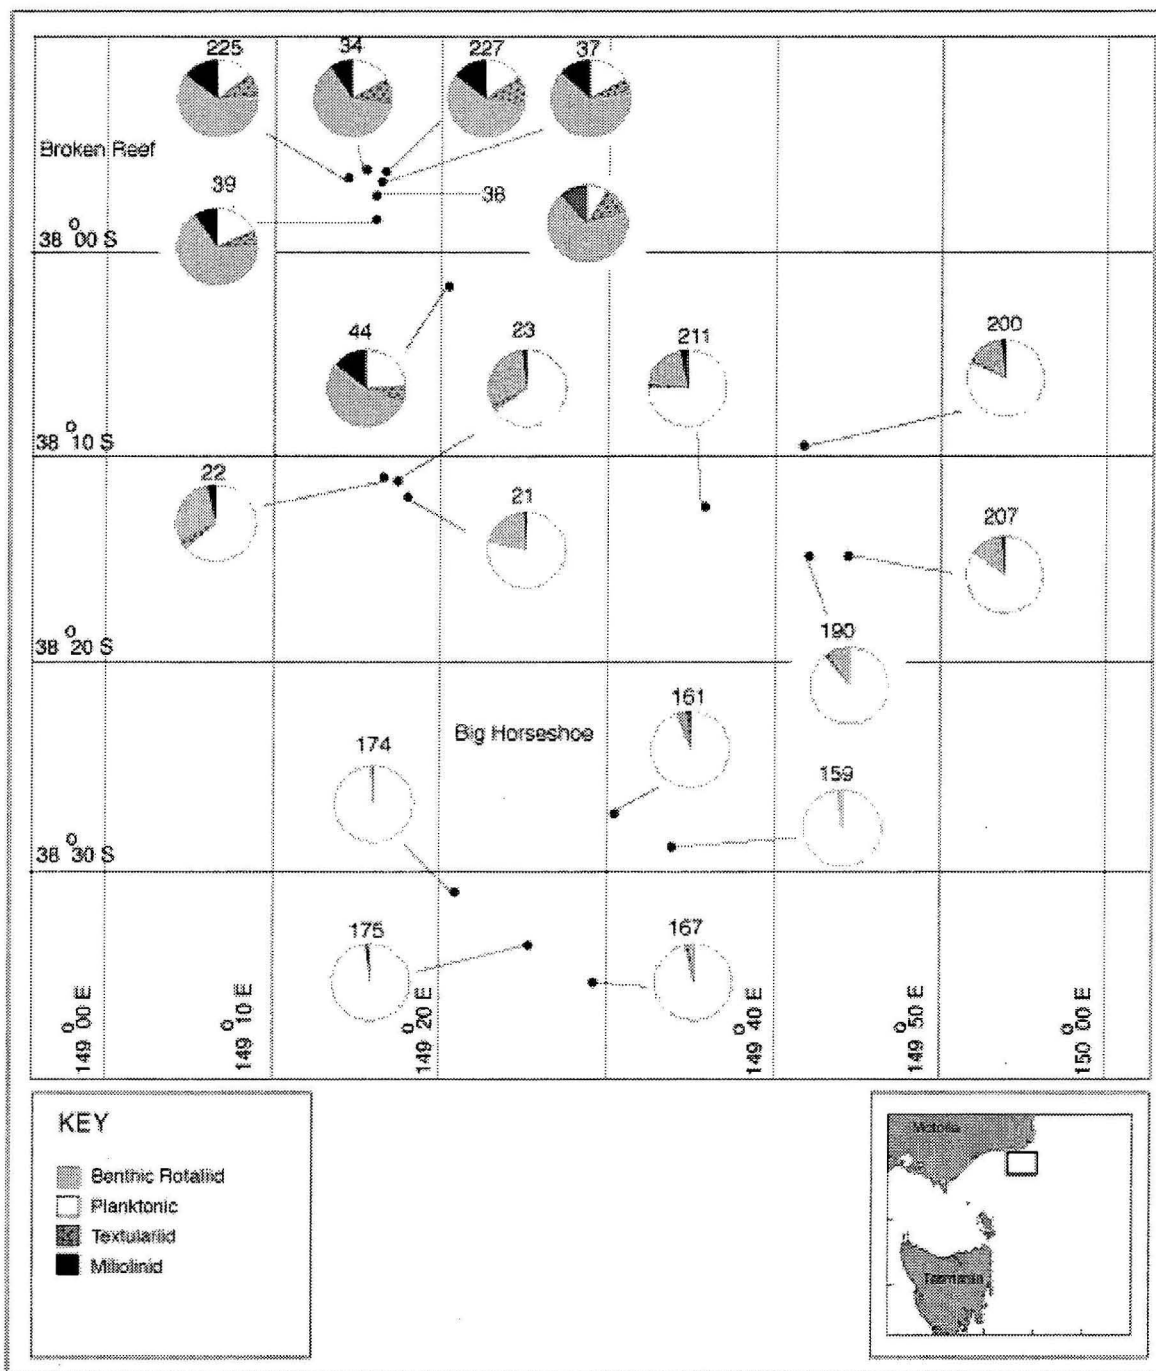 225 34 227 37
Broken Reef
39 38
38°00 S
44 23 211 200
38°10 S
22 21 207
38°20 S
190
161
Big Horseshoe
174 159
38°30 S
175 167
149°00 E
149°10 E
149°20 E
149°40 E
149°50 E
150°00 E
KEY
Benthic Rotaliid
Planktonic
Textulariid
Miliolinid
Victoria
Tasmania